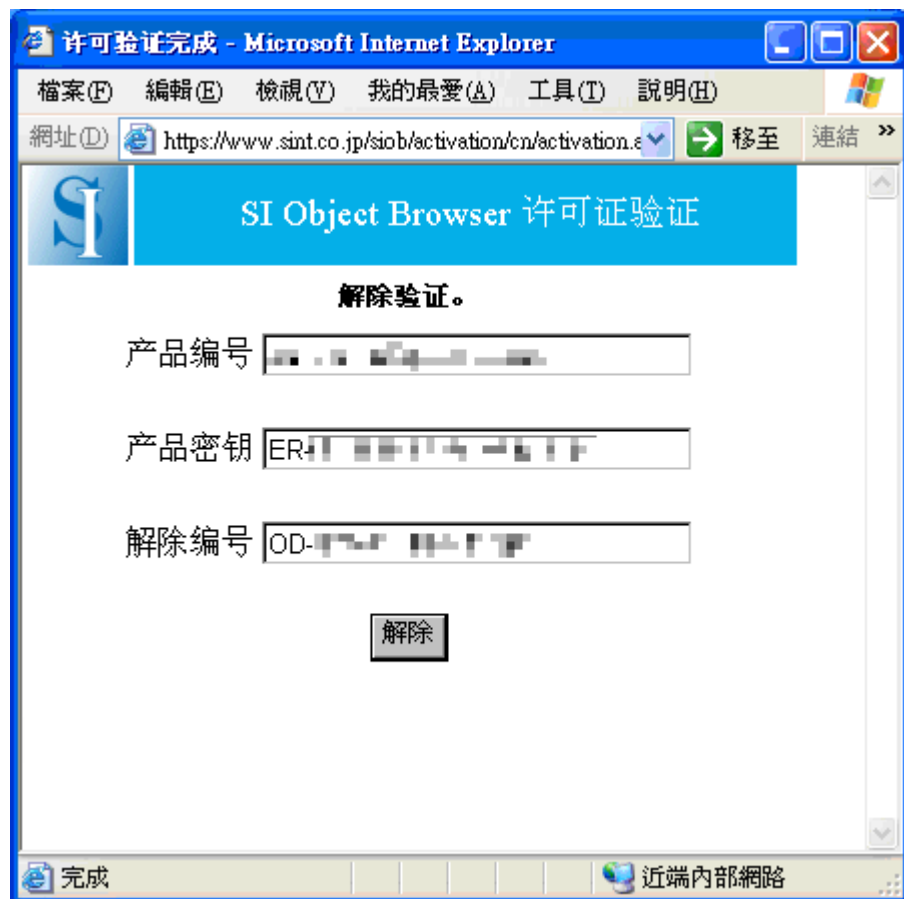 许可验证完成 - Microsoft Internet Explorer
檔案(F) 編輯(E) 檢視(V) 我的最愛(A) 工具(T) 說明(H)
網址(D) https://www.sint.co.jp/siob/activation/cn/activation.a 移至 連結 »
SI SI Object Browser 许可证验证
解除验证。
产品编号
产品密钥 ER-
解除编号 OD-
解除
完成 近端內部網路